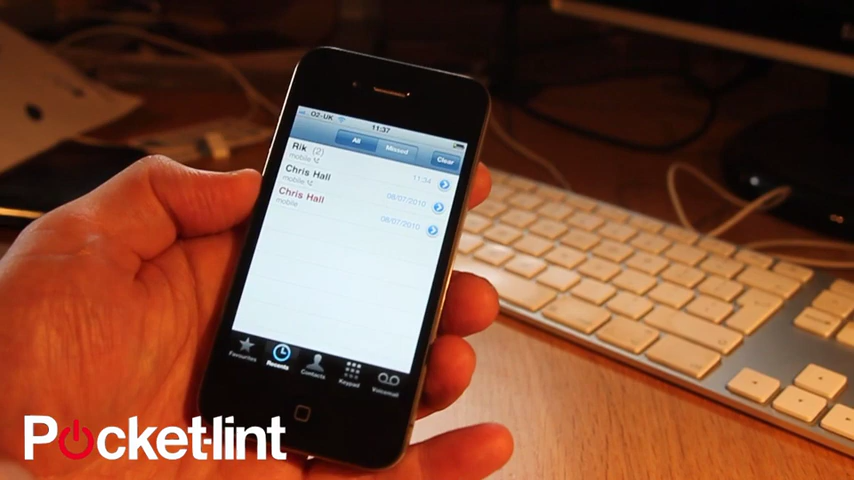 O2-UK
11:37
All
Missed
Clear
Rik (2)
mobile
11:34
Chris Hall
mobile
08/07/2010
Chris Hall
mobile
08/07/2010
Favourites
Recents
Contacts
Keypad
Voicemail
Pocket-lint